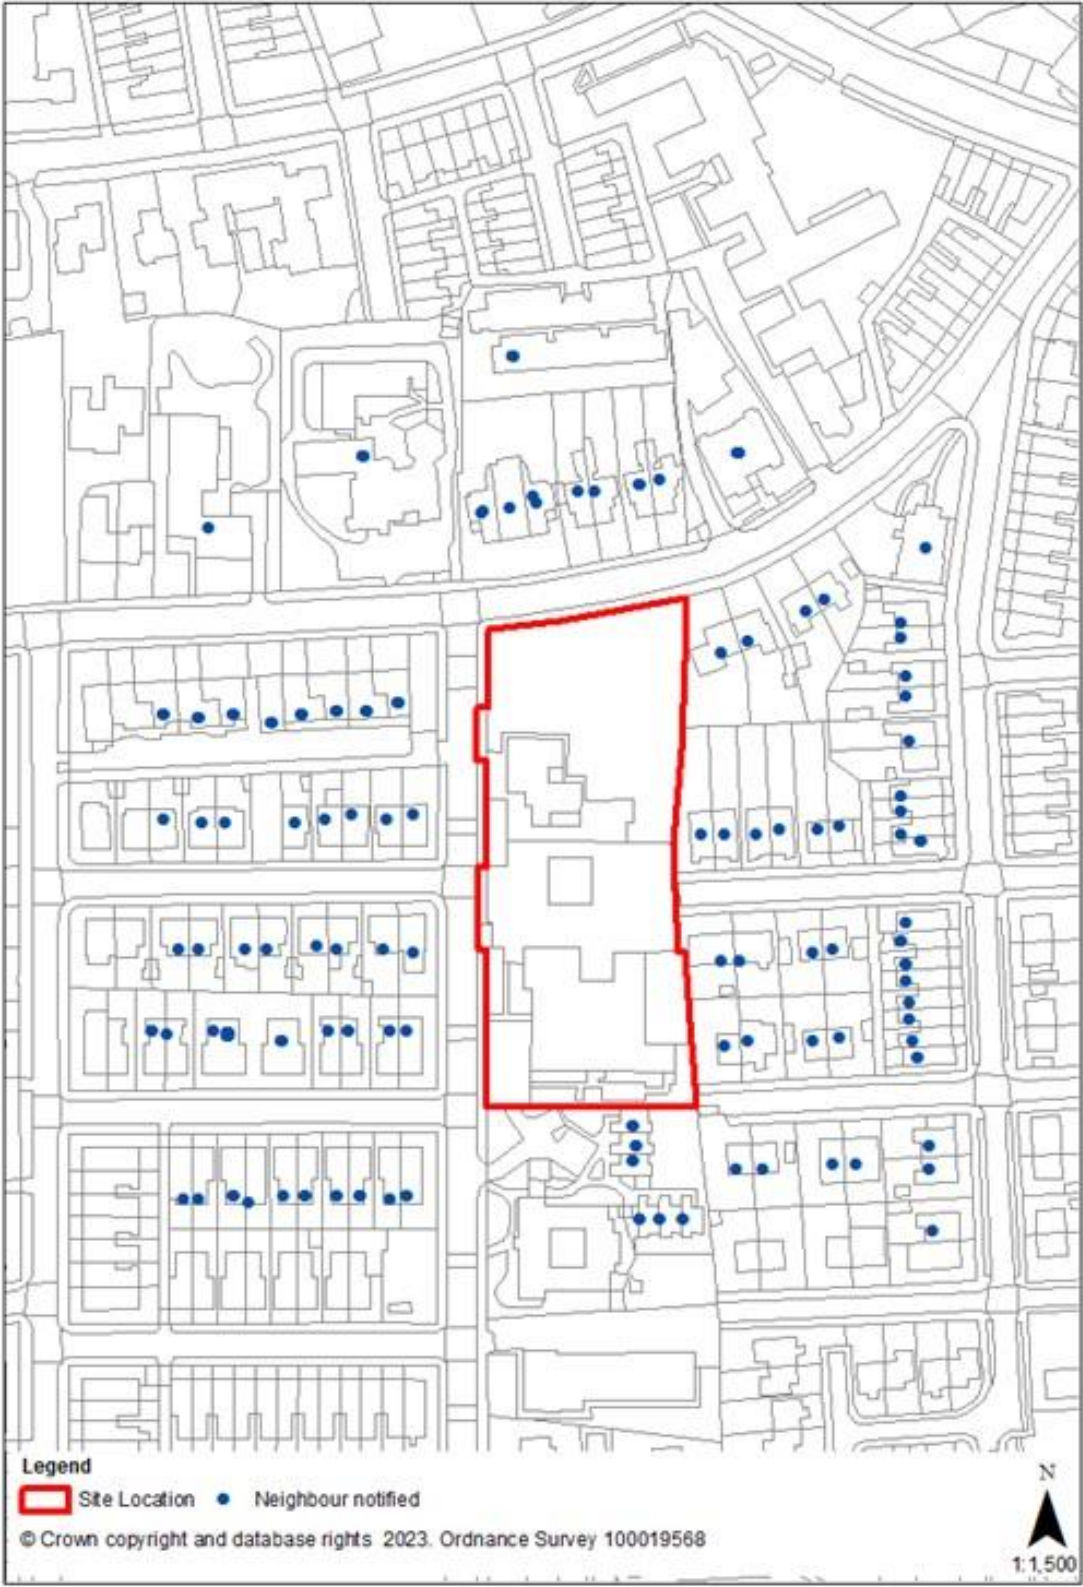 Legend
Site Location Neighbour notified
© Crown copyright and database rights 2023. Ordnance Survey 100019568
N
1:1,500